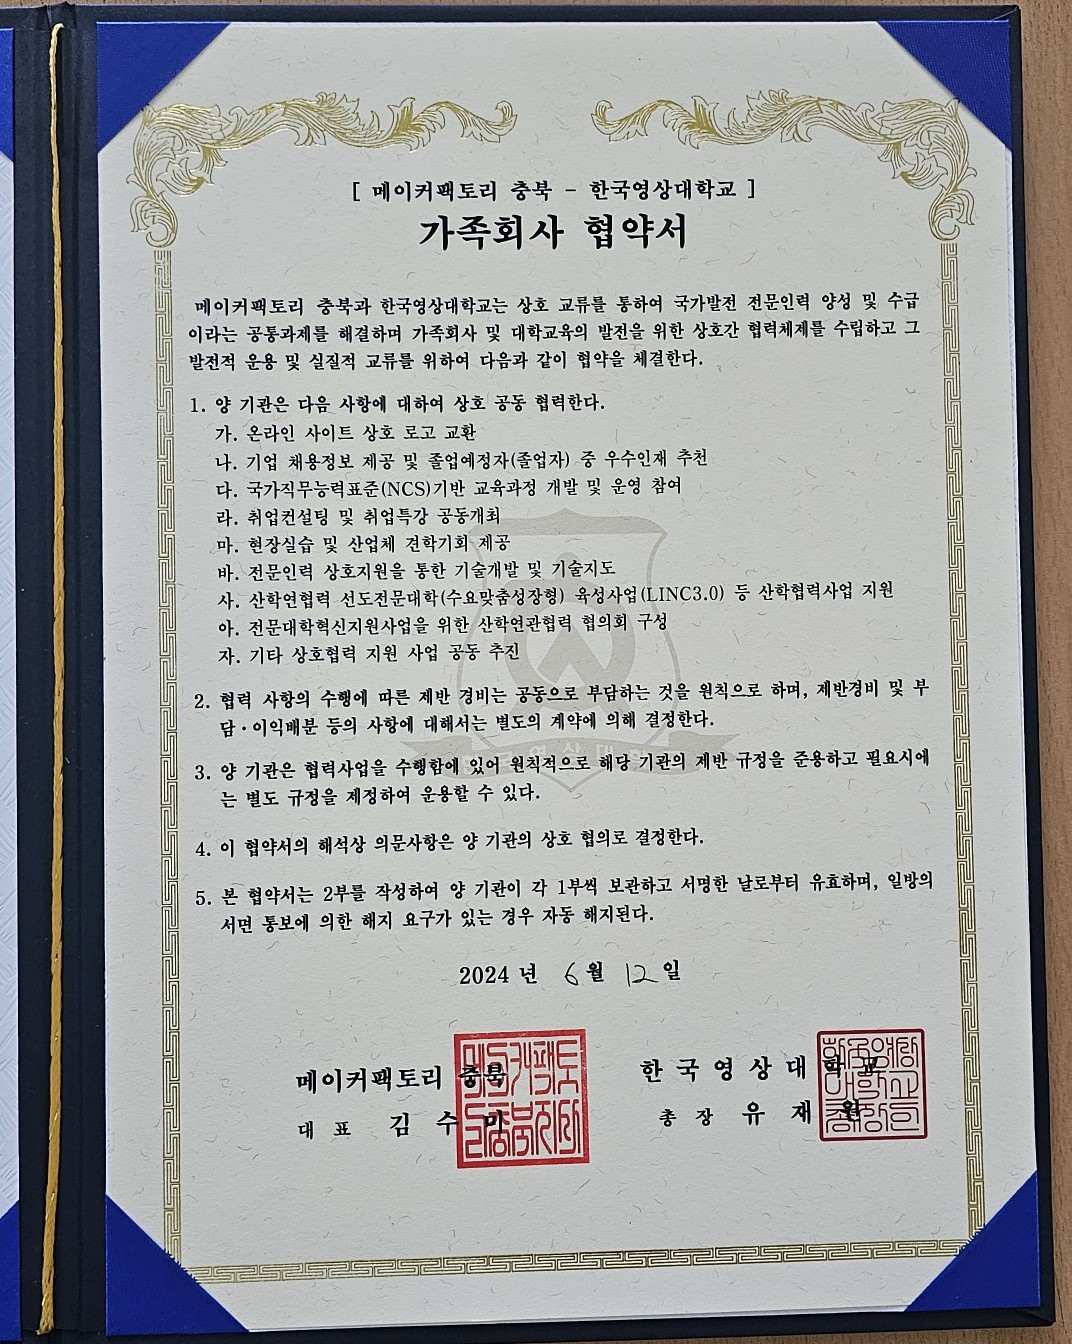 [ 메이커팩토리 충북 - 한국영상대학교 ]
가족회사 협약서
메이커팩토리 충북과 한국영상대학교는 상호 교류를 통하여 국가발전 전문인력 양성 및 수급
이라는 공통과제를 해결하며 가족회사 및 대학교육의 발전을 위한 상호간 협력체제를 수립하고 그
발전적 운용 및 실질적 교류를 위하여 다음과 같이 협약을 체결한다.
1. 양 기관은 다음 사항에 대하여 상호 공동 협력한다.
가. 온라인 사이트 상호 로고 교환
나. 기업 채용정보 제공 및 졸업예정자(졸업자) 중 우수인재 추천
다. 국가직무능력표준(NCS)기반 교육과정 개발 및 운영 참여
라. 취업컨설팅 및 취업특강 공동개최
마. 현장실습 및 산업체 견학기회 제공
바. 전문인력 상호지원을 통한 기술개발 및 기술지도
사. 산학연협력 선도전문대학(수요맞춤성장형) 육성사업(LINC3.0) 등 산학협력사업 지원
아. 전문대학혁신지원사업을 위한 산학연관협력 협의회 구성
자. 기타 상호협력 지원 사업 공동 추진
2. 협력 사항의 수행에 따른 제반 경비는 공동으로 부담하는 것을 원칙으로 하며, 제반경비 및 부
담·이익배분 등의 사항에 대해서는 별도의 계약에 의해 결정한다.
3. 양 기관은 협력사업을 수행함에 있어 원칙적으로 해당 기관의 제반 규정을 준용하고 필요시에
는 별도 규정을 제정하여 운용할 수 있다.
4. 이 협약서의 해석상 의문사항은 양 기관의 상호 협의로 결정한다.
5. 본 협약서는 2부를 작성하여 양 기관이 각 1부씩 보관하고 서명한 날로부터 유효하며, 일방의
서면 통보에 의한 해지 요구가 있는 경우 자동 해지된다.
2024 년 6 월 12 일
메이커팩토리 충북
대 표 김 수 미
한 국 영 상 대 학 교
총 장 유 재 원